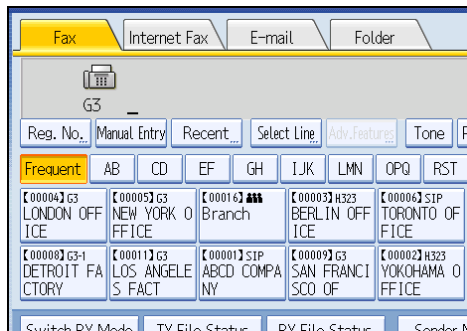 Fax Internet Fax E-mail Folder
G3 _
Reg. No. Manual Entry Recent Select Line Adv.Features Tone
Frequent AB CD EF GH IJK LMN OPQ RST
【00004】G3 【00005】G3 【00016】 【00003】H323 【00006】SIP
LONDON OFF NEW YORK O Branch BERLIN OFF TORONTO OF
ICE FFICE ICE FICE
【00008】G3-1 【00011】G3 【00001】SIP 【00009】G3 【00002】H323
DETROIT FA LOS ANGELE ABCD COMPA SAN FRANCI YOKOHAMA O
CTORY S FACT NY SCO OF FFICE
Switch RX Mode TX File Status RX File Status Sender